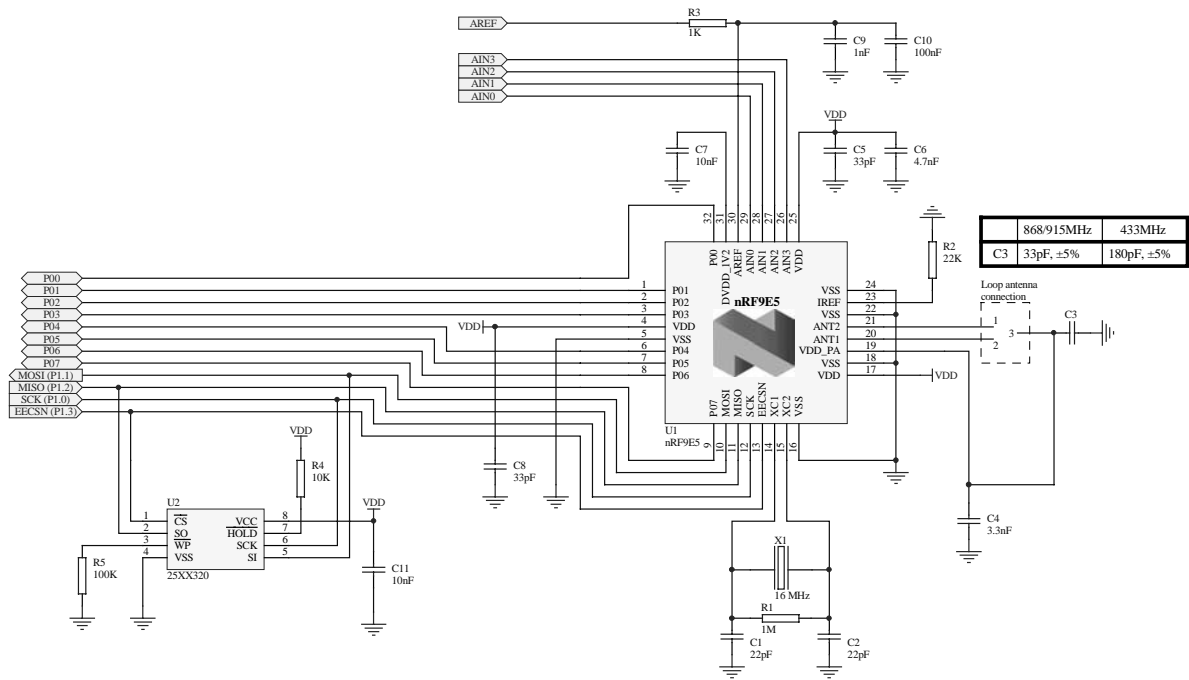 AREF
R3
1K
C9
1nF
C10
100nF
AIN3
AIN2
AIN1
AIN0
VDD
C7
10nF
C5
33pF
C6
4.7nF
32
31
30
29
28
27
26
25
P00
DVDD_1V2
AREF
AIN0
AIN1
AIN2
AIN3
VDD
R2
22K
868/915MHz 433MHz
C3 33pF, ±5% 180pF, ±5%
P00
P01
P02
P03
P04
P05
P06
P07
MOSI (P1.1)
MISO (P1.2)
SCK (P1.0)
EECSN (P1.3)
VDD
1 P01
2 P02
3 P03
4 VDD
5 VSS
6 P04
7 P05
8 P06
nRF9E5
VSS 24
IREF 23
VSS 22
ANT2 21
ANT1 20
VDD_PA 19
VSS 18
VDD 17
VDD
Loop antenna
connection
1
2
3
C3
P07
MOSI
MISO
SCK
EECSN
XC1
XC2
VSS
U1
nRF9E5
9
10
11
12
13
14
15
16
VDD
R4
10K
C8
33pF
U2
1 CS
2 SO
3 WP
4 VSS
VCC 8
HOLD 7
SCK 6
SI 5
25XX320
VDD
R5
100K
C11
10nF
C4
3.3nF
X1
16 MHz
R1
1M
C1
22pF
C2
22pF